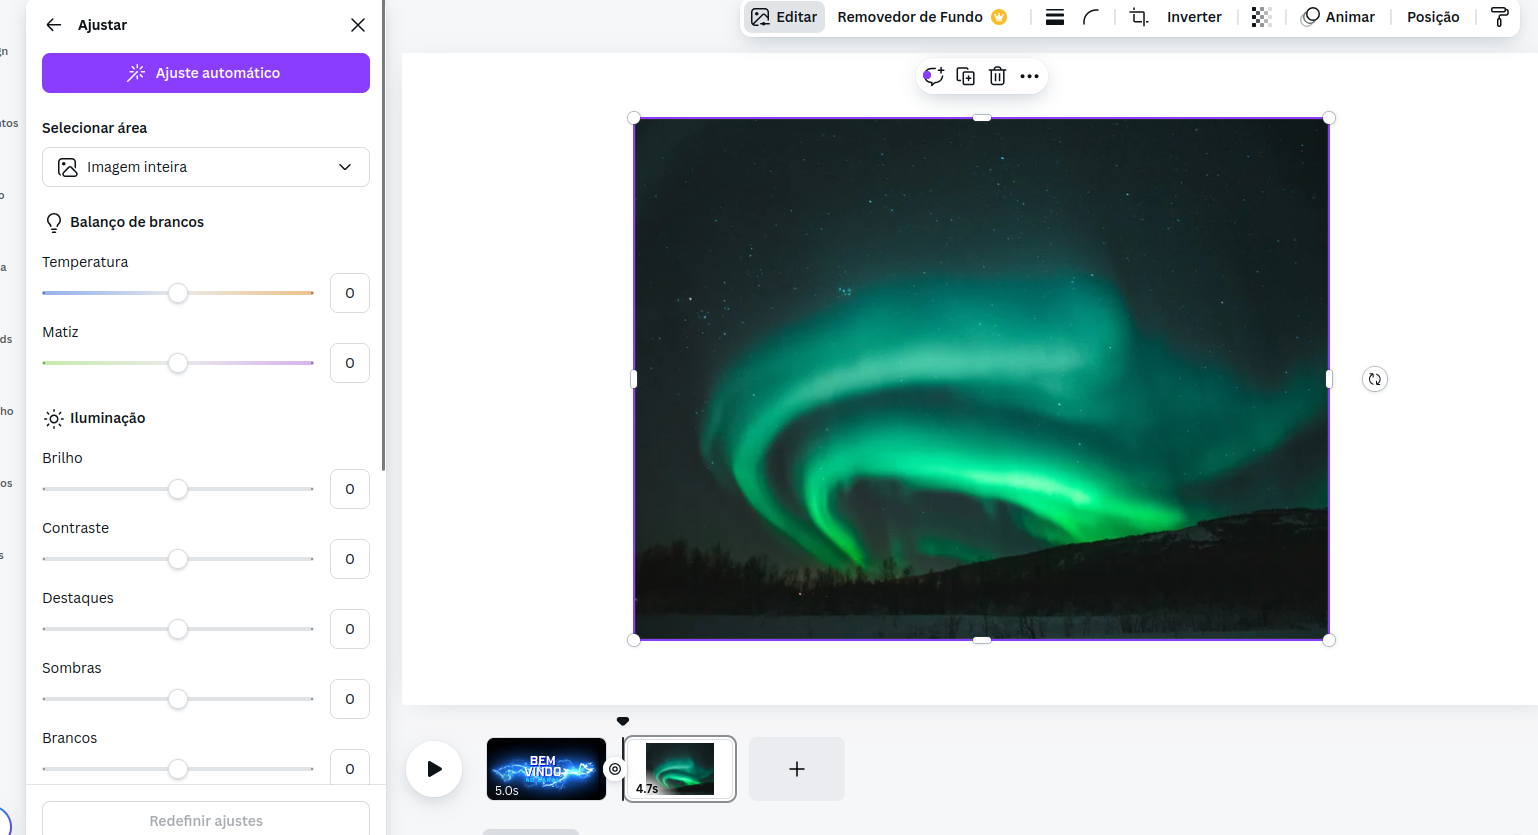 Ajustar
Ajuste automático
Selecionar área
Imagem inteira
Balanço de brancos
Temperatura
0
Matiz
0
Iluminação
Brilho
0
Contraste
0
Destaques
0
Sombras
0
Brancos
0
Redefinir ajustes
Editar
Removedor de Fundo
Inverter
Animar
Posição
BEM
VINDO
5.0s
4.7s